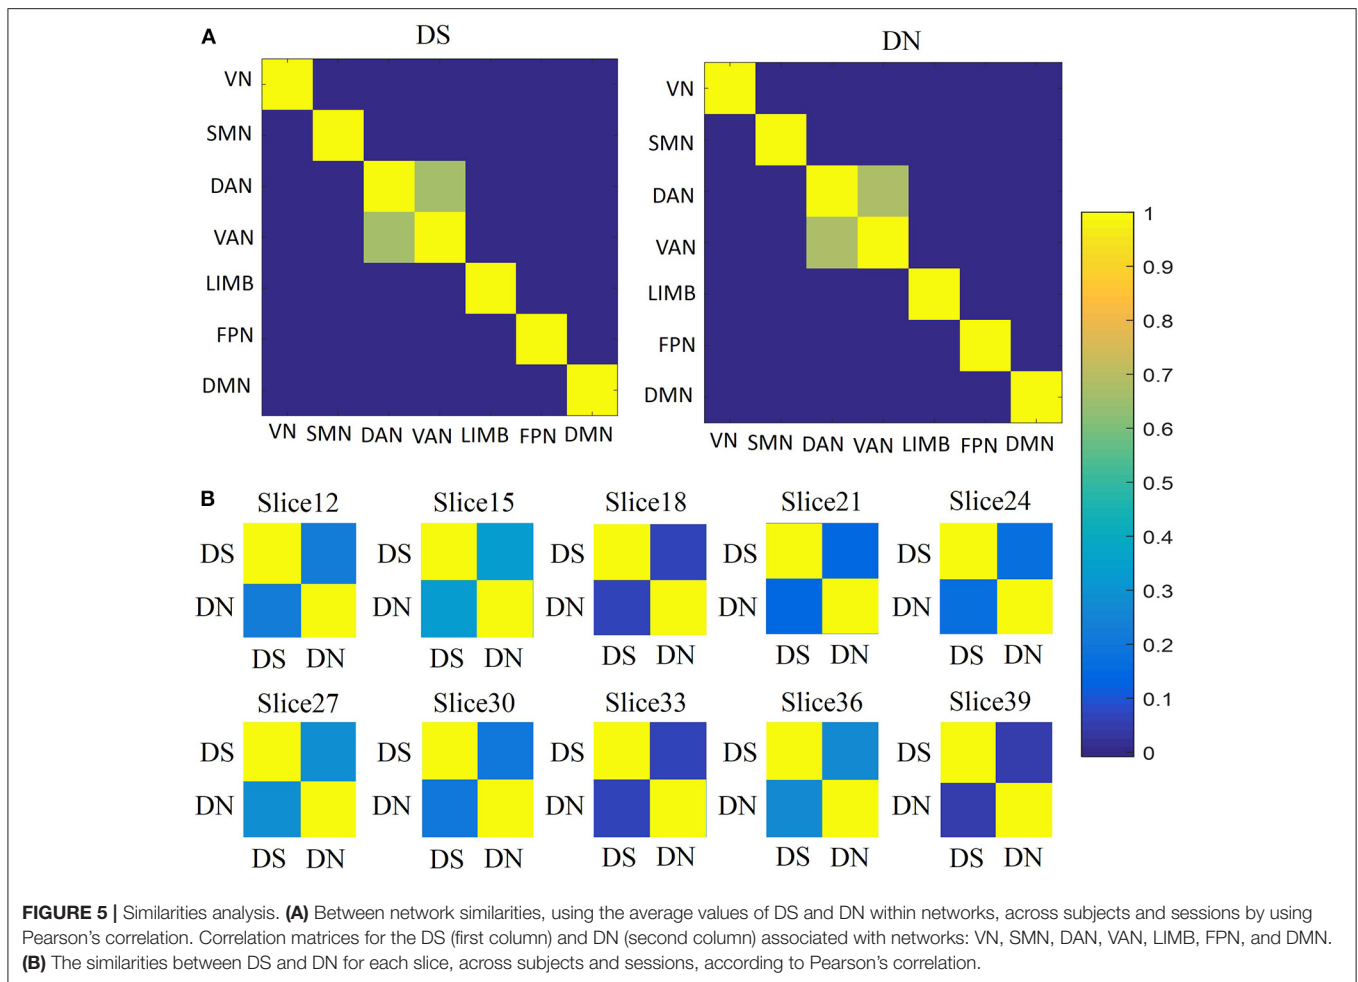 A
DS
DN
VN
SMN
DAN
VAN
LIMB
FPN
DMN
VN SMN DAN VAN LIMB FPN DMN
VN
SMN
DAN
VAN
LIMB
FPN
DMN
VN SMN DAN VAN LIMB FPN DMN
1
0.9
0.8
0.7
0.6
0.5
0.4
0.3
0.2
0.1
0
B
Slice12
DS
DN
DS DN
Slice15
DS
DN
DS DN
Slice18
DS
DN
DS DN
Slice21
DS
DN
DS DN
Slice24
DS
DN
DS DN
Slice27
DS
DN
DS DN
Slice30
DS
DN
DS DN
Slice33
DS
DN
DS DN
Slice36
DS
DN
DS DN
Slice39
DS
DN
DS DN
FIGURE 5 | Similarities analysis. (A) Between network similarities, using the average values of DS and DN within networks, across subjects and sessions by using
Pearson's correlation. Correlation matrices for the DS (first column) and DN (second column) associated with networks: VN, SMN, DAN, VAN, LIMB, FPN, and DMN.
(B) The similarities between DS and DN for each slice, across subjects and sessions, according to Pearson's correlation.